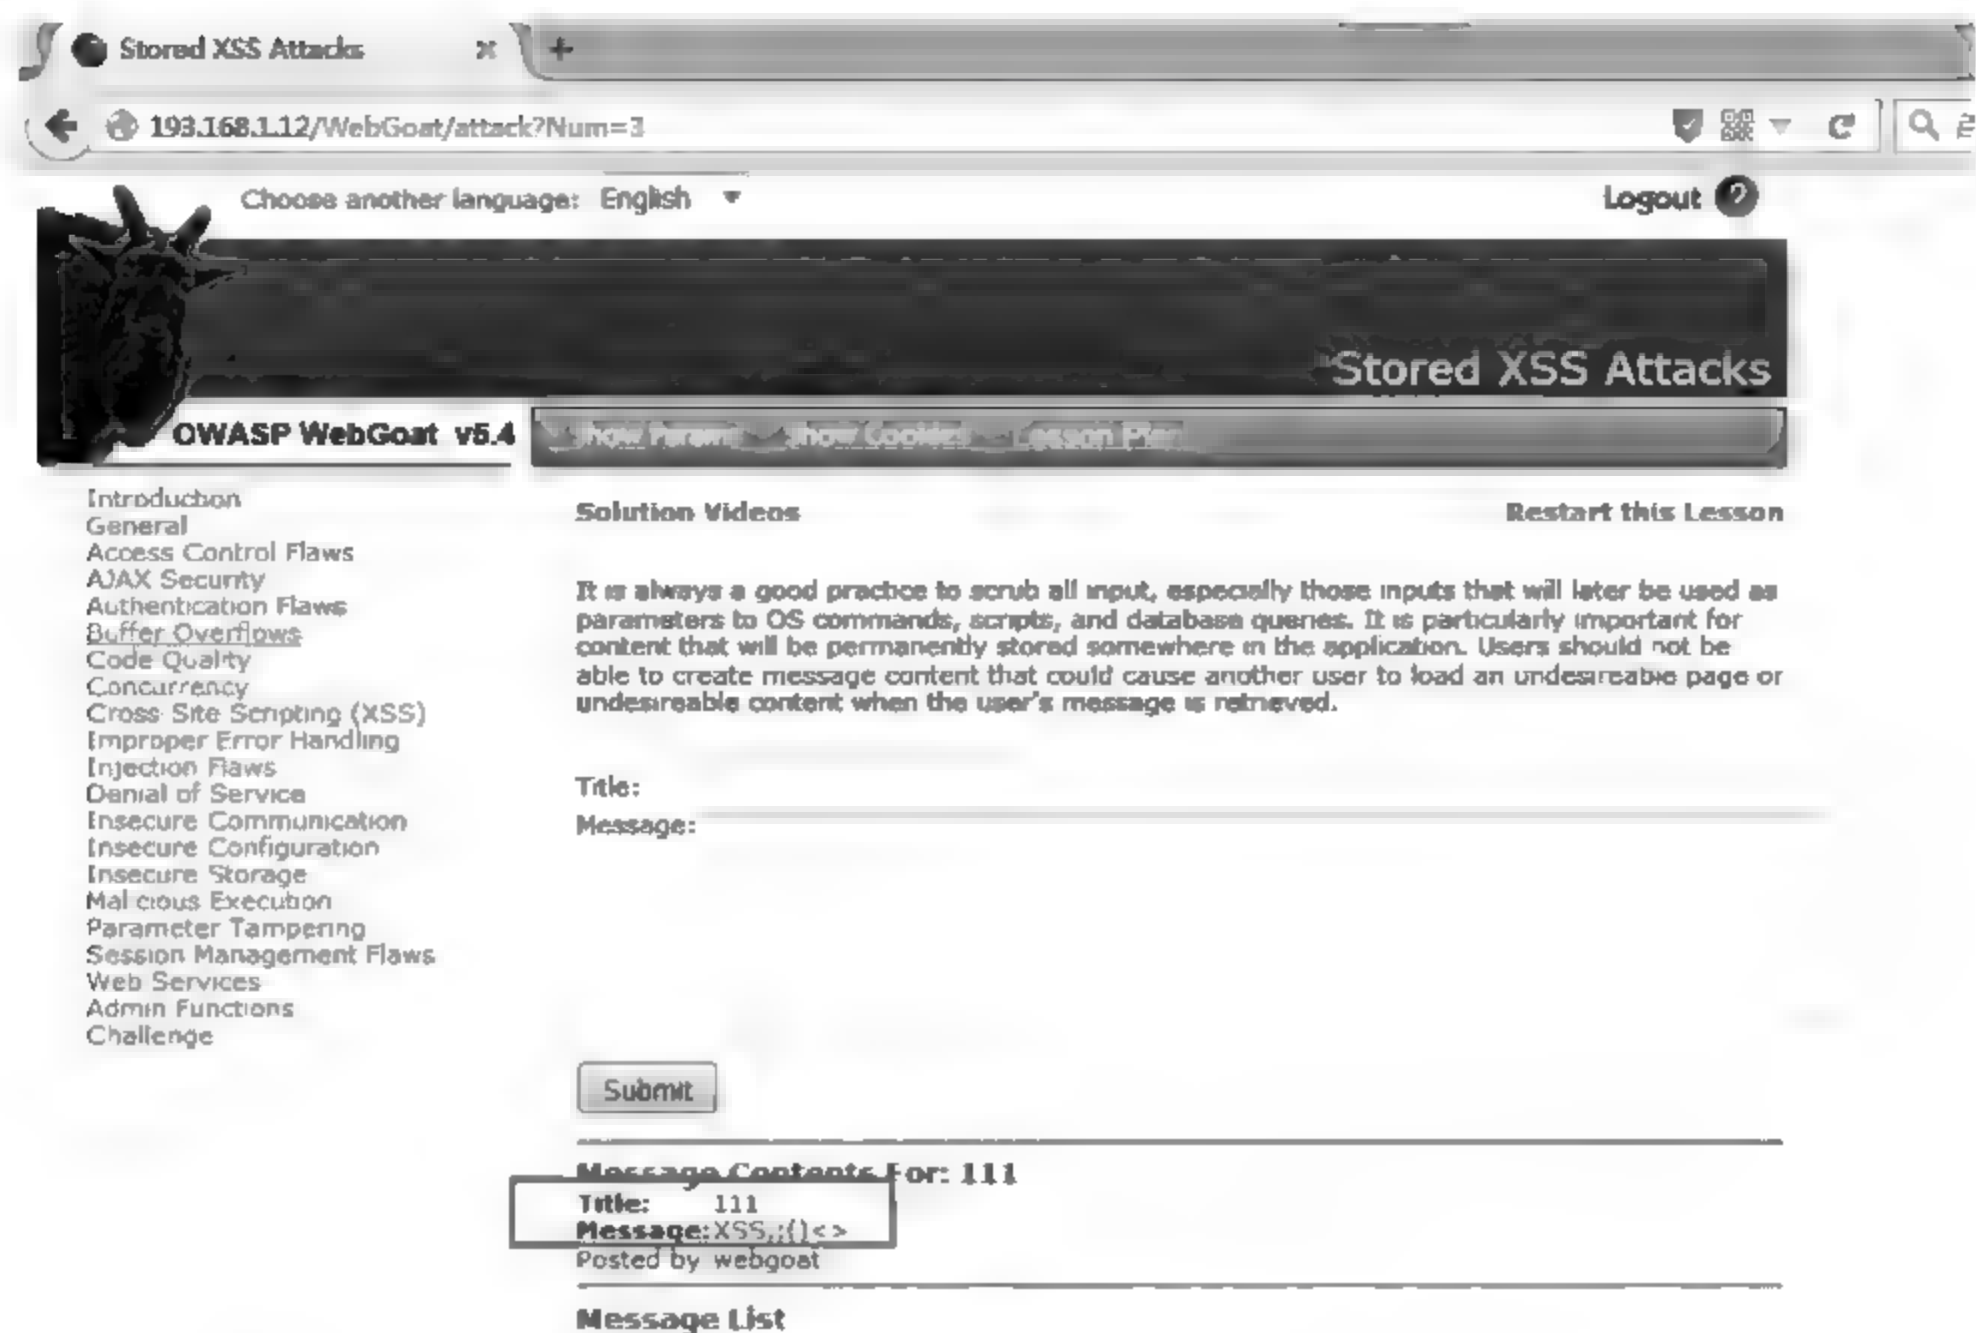 Stored XSS Attacks
193.168.1.12/WebGoat/attack?Num=3
Choose another language: English
Logout ?
Stored XSS Attacks
OWASP WebGoat v5.4
Show Params Show Cookies Lesson Plan
Introduction
General
Access Control Flaws
AJAX Security
Authentication Flaws
Buffer Overflows
Code Quality
Concurrency
Cross-Site Scripting (XSS)
Improper Error Handling
Injection Flaws
Denial of Service
Insecure Communication
Insecure Configuration
Insecure Storage
Malicious Execution
Parameter Tampering
Session Management Flaws
Web Services
Admin Functions
Challenge
Solution Videos
Restart this Lesson
It is always a good practice to scrub all input, especially those inputs that will later be used as
parameters to OS commands, scripts, and database queries. It is particularly important for
content that will be permanently stored somewhere in the application. Users should not be
able to create message content that could cause another user to load an undesireable page or
undesireable content when the user's message is retrieved.
Title:
Message:
Submit
Message Contents For: 111
Title: 111
Message: XSS,;()<>
Posted by webgoat
Message List